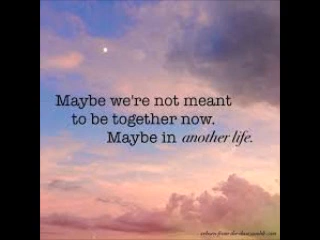 Maybe we're not meant
to be together now.
Maybe in another life.